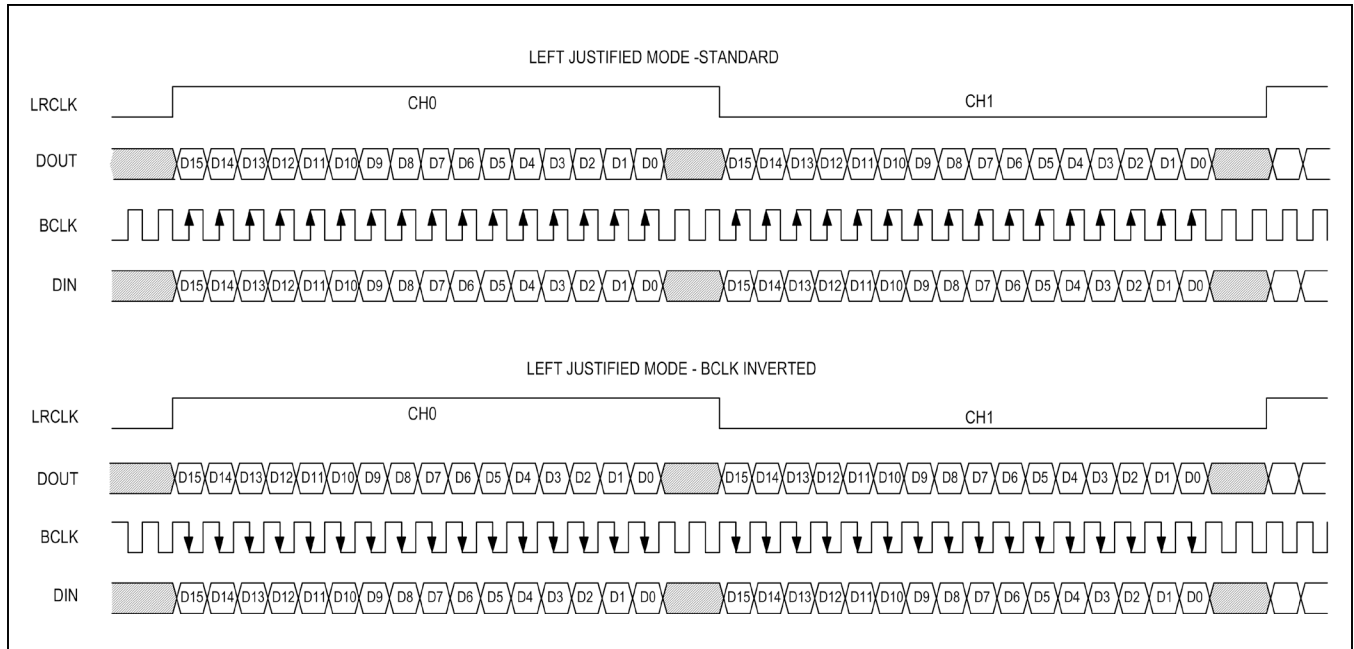 LEFT JUSTIFIED MODE -STANDARD
LRCLK CH0 CH1
DOUT D15 D14 D13 D12 D11 D10 D9 D8 D7 D6 D5 D4 D3 D2 D1 D0 D15 D14 D13 D12 D11 D10 D9 D8 D7 D6 D5 D4 D3 D2 D1 D0
BCLK
DIN D15 D14 D13 D12 D11 D10 D9 D8 D7 D6 D5 D4 D3 D2 D1 D0 D15 D14 D13 D12 D11 D10 D9 D8 D7 D6 D5 D4 D3 D2 D1 D0
LEFT JUSTIFIED MODE - BCLK INVERTED
LRCLK CH0 CH1
DOUT D15 D14 D13 D12 D11 D10 D9 D8 D7 D6 D5 D4 D3 D2 D1 D0 D15 D14 D13 D12 D11 D10 D9 D8 D7 D6 D5 D4 D3 D2 D1 D0
BCLK
DIN D15 D14 D13 D12 D11 D10 D9 D8 D7 D6 D5 D4 D3 D2 D1 D0 D15 D14 D13 D12 D11 D10 D9 D8 D7 D6 D5 D4 D3 D2 D1 D0